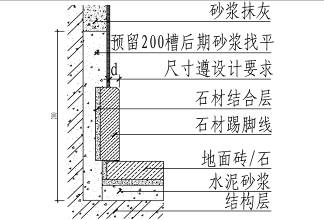 砂浆抹灰
预留200槽后期砂浆找平
d
尺寸遵设计要求
石材结合层
石材踢脚线
地面砖/石
水泥砂浆
结构层